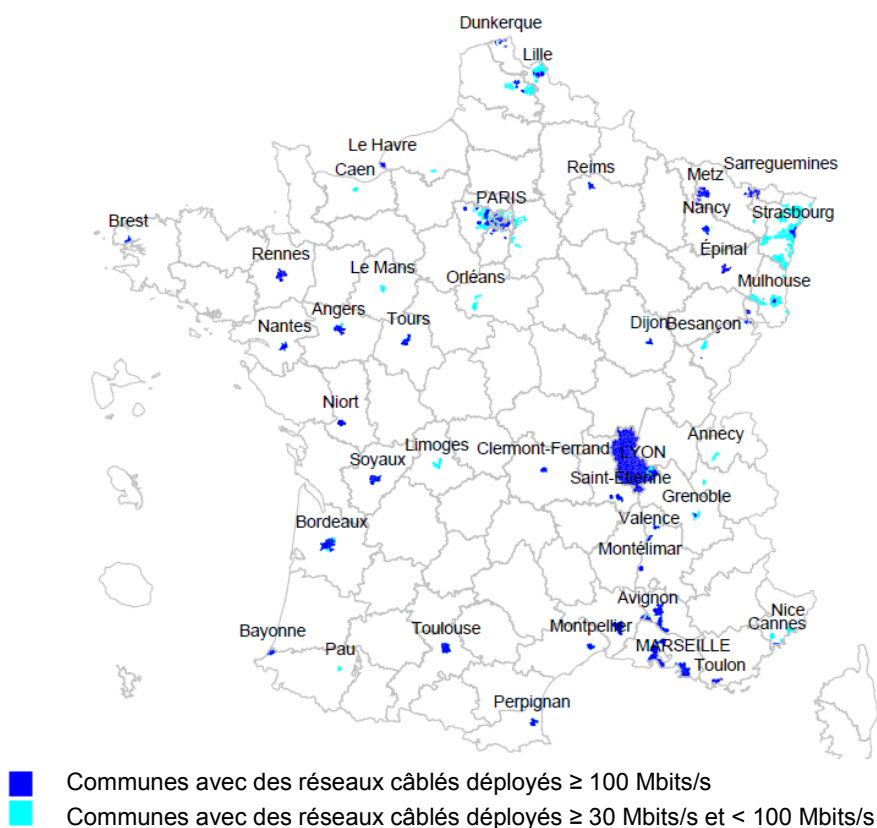 Dunkerque
Lille
Le Havre
Caen
Reims
Metz
Sarreguemines
PARIS
Nancy
Strasbourg
Brest
Rennes
Épinal
Le Mans
Orléans
Mulhouse
Angers
Nantes
Tours
Dijon
Besançon
Niort
Limoges
Clermont-Ferrand
LYON
Annecy
Soyaux
Saint-Etienne
Grenoble
Bordeaux
Valence
Montélimar
Avignon
Nice
Cannes
Bayonne
Pau
Toulouse
Montpellier
MARSEILLE
Toulon
Perpignan
Communes avec des réseaux câblés déployés ≥ 100 Mbits/s
Communes avec des réseaux câblés déployés ≥ 30 Mbits/s et < 100 Mbits/s